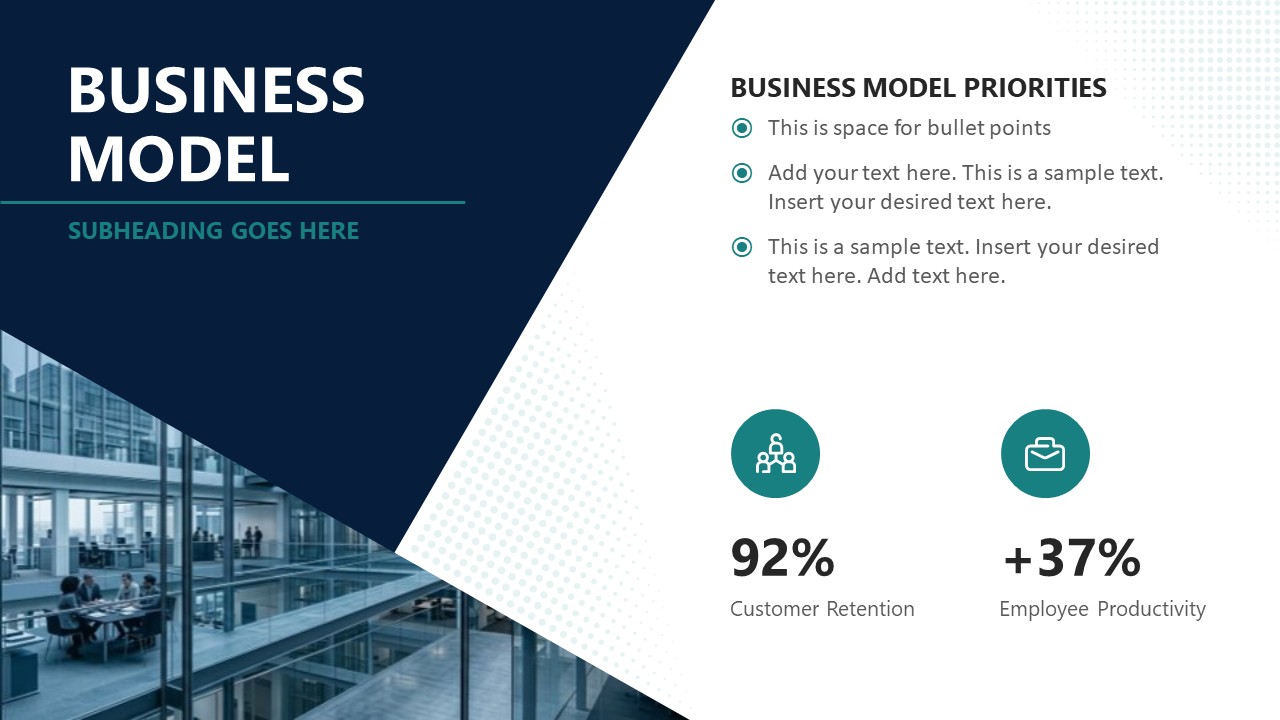 BUSINESS
MODEL
SUBHEADING GOES HERE
BUSINESS MODEL PRIORITIES
This is space for bullet points
Add your text here. This is a sample text.
Insert your desired text here.
This is a sample text. Insert your desired
text here. Add text here.
92%
Customer Retention
+37%
Employee Productivity